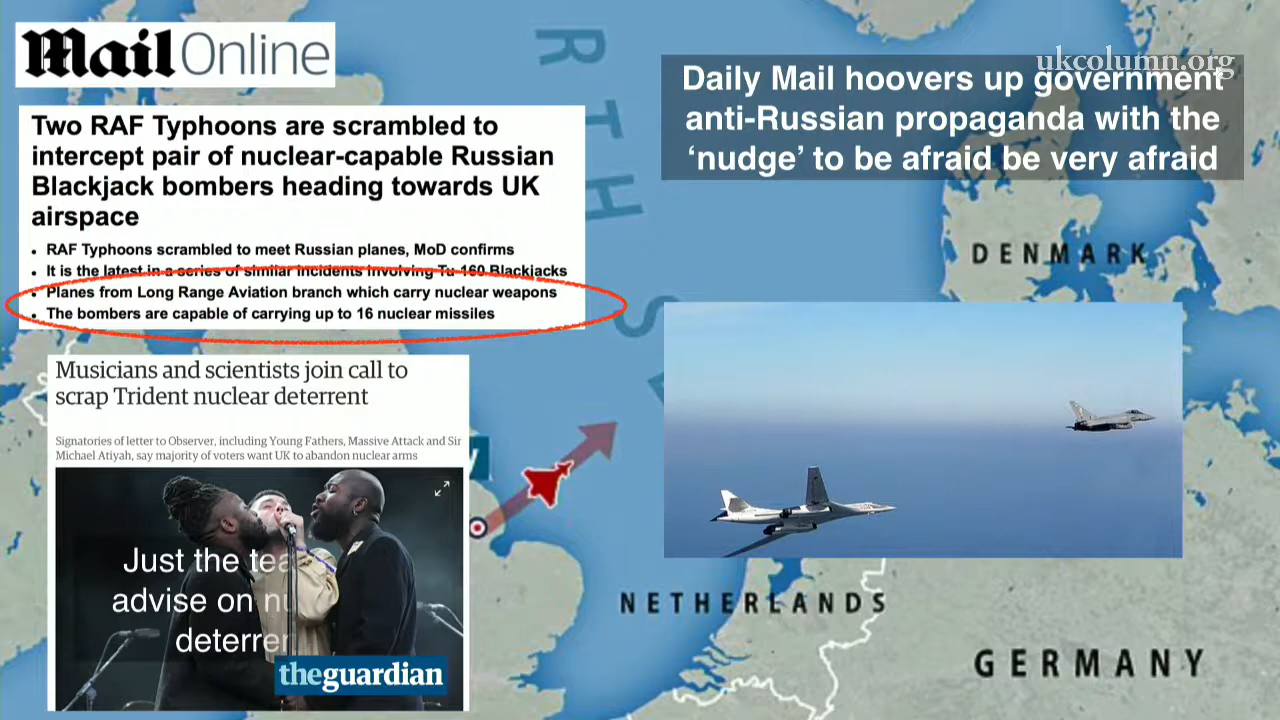 Mail Online
Two RAF Typhoons are scrambled to
intercept pair of nuclear-capable Russian
Blackjack bombers heading towards UK
airspace
• RAF Typhoons scrambled to meet Russian planes, MoD confirms
• It is the latest in a series of similar incidents involving Tu-160 Blackjacks
• Planes from Long Range Aviation branch which carry nuclear weapons
• The bombers are capable of carrying up to 16 nuclear missiles
ukcolumn.org
Daily Mail hoovers up government
anti-Russian propaganda with the
‘nudge’ to be afraid be very afraid
Musicians and scientists join call to
scrap Trident nuclear deterrent
Signatories of letter to Observer, including Young Fathers, Massive Attack and Sir
Michael Atiyah, say majority of voters want UK to abandon nuclear arms
Just the
advise on
theguardian
DENMARK
NETHERLANDS
GERMANY